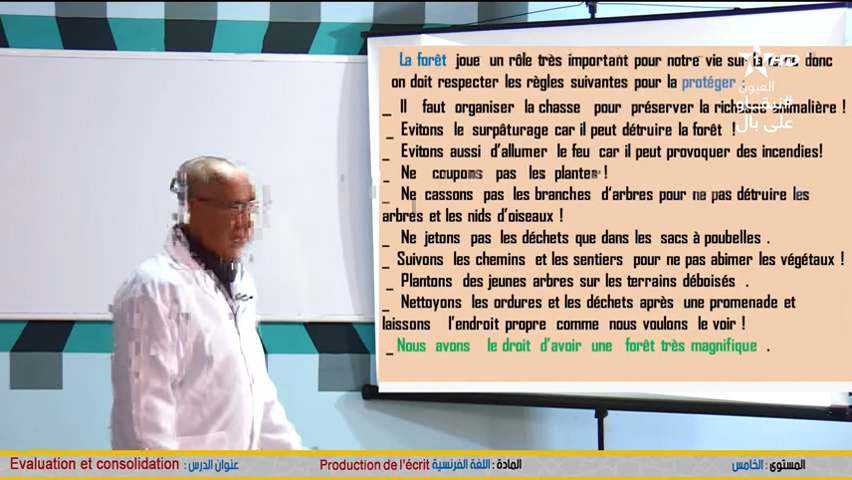 La forêt joue un rôle très important pour notre vie sur la terre donc
on doit respecter les règles suivantes pour la protéger :
_ Il faut organiser la chasse pour préserver la richesse animalière !
_ Evitons le surpâturage car il peut détruire la forêt !
_ Evitons aussi d'allumer le feu car il peut provoquer des incendies!
_ Ne coupons pas les plantes !
_ Ne cassons pas les branches d'arbres pour ne pas détruire les
arbres et les nids d'oiseaux !
_ Ne jetons pas les déchets que dans les sacs à poubelles .
_ Suivons les chemins et les sentiers pour ne pas abimer les végétaux !
_ Plantons des jeunes arbres sur les terrains déboisés .
_ Nettoyons les ordures et les déchets après une promenade et
laissons l'endroit propre comme nous voulons le voir !
_ Nous avons le droit d'avoir une forêt très magnifique .
HD
العيون
على بال
المستوى : الخامس
المادة : اللغة الفرنسية Production de l'écrit
عنوان الدرس : Evaluation et consolidation